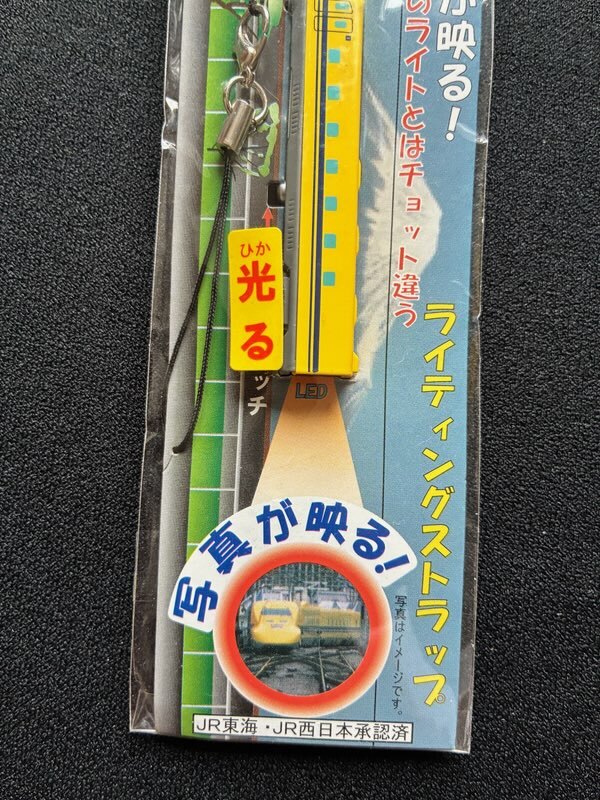 が映る!
のライトとはチョット違う
ライティングストラップ
ひか
光る
ッチ
LED
写真が映る!
写真はイメージです。
JR東海・JR西日本承認済